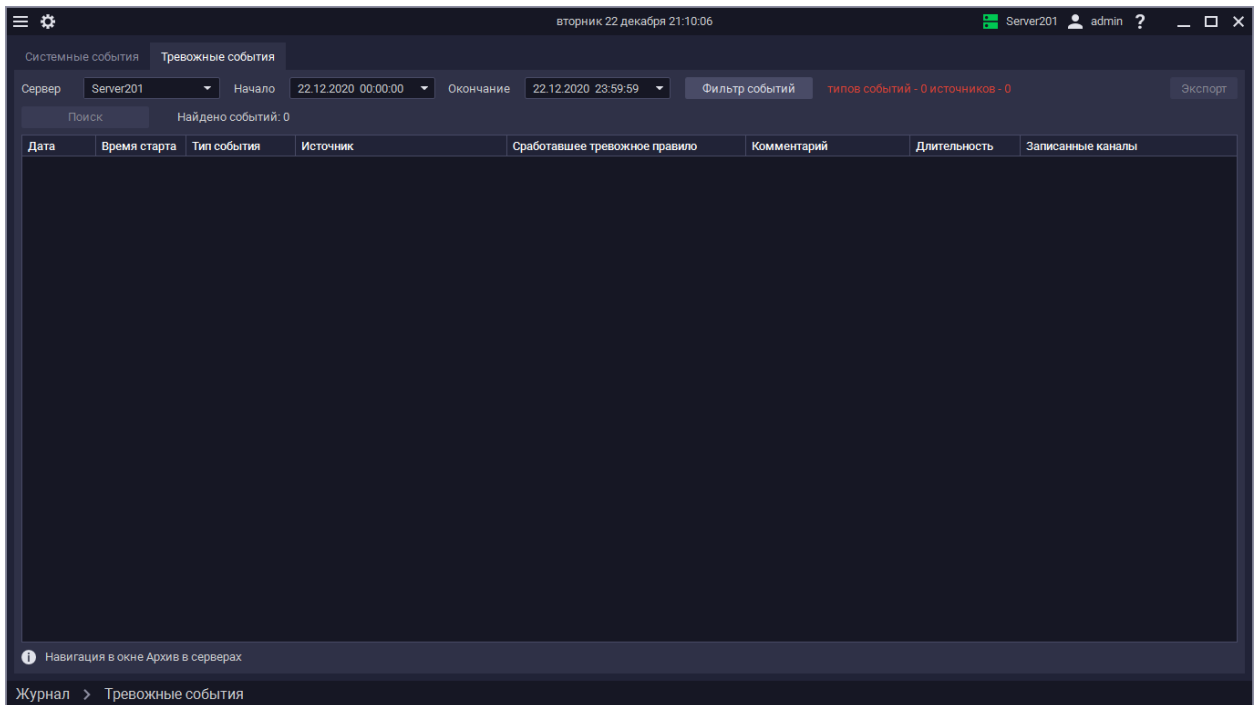 вторник 22 декабря 21:10:06 Server201 admin ?
Системные события Тревожные события
Сервер Server201 Начало 22.12.2020 00:00:00 Окончание 22.12.2020 23:59:59 Фильтр событий типов событий - 0 источников - 0 Экспорт
Поиск Найдено событий: 0
Дата Время старта Тип события Источник Сработавшее тревожное правило Комментарий Длительность Записанные каналы
Навигация в окне Архив в серверах
Журнал > Тревожные события